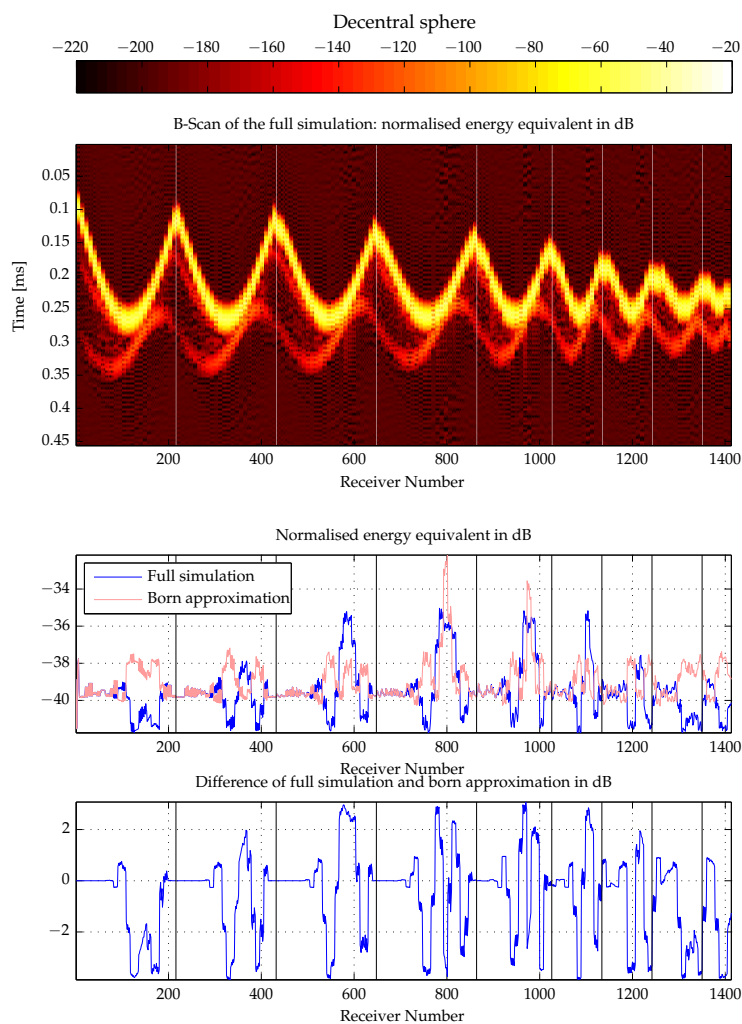 Decentral sphere
−220 −200 −180 −160 −140 −120 −100 −80 −60 −40 −20
B-Scan of the full simulation: normalised energy equivalent in dB
Time [ms]
0.05
0.1
0.15
0.2
0.25
0.3
0.35
0.4
0.45
200 400 600 800 1000 1200 1400
Receiver Number
Normalised energy equivalent in dB
Full simulation
Born approximation
−34
−36
−38
−40
200 400 600 800 1000 1200 1400
Receiver Number
Difference of full simulation and born approximation in dB
2
0
−2
200 400 600 800 1000 1200 1400
Receiver Number